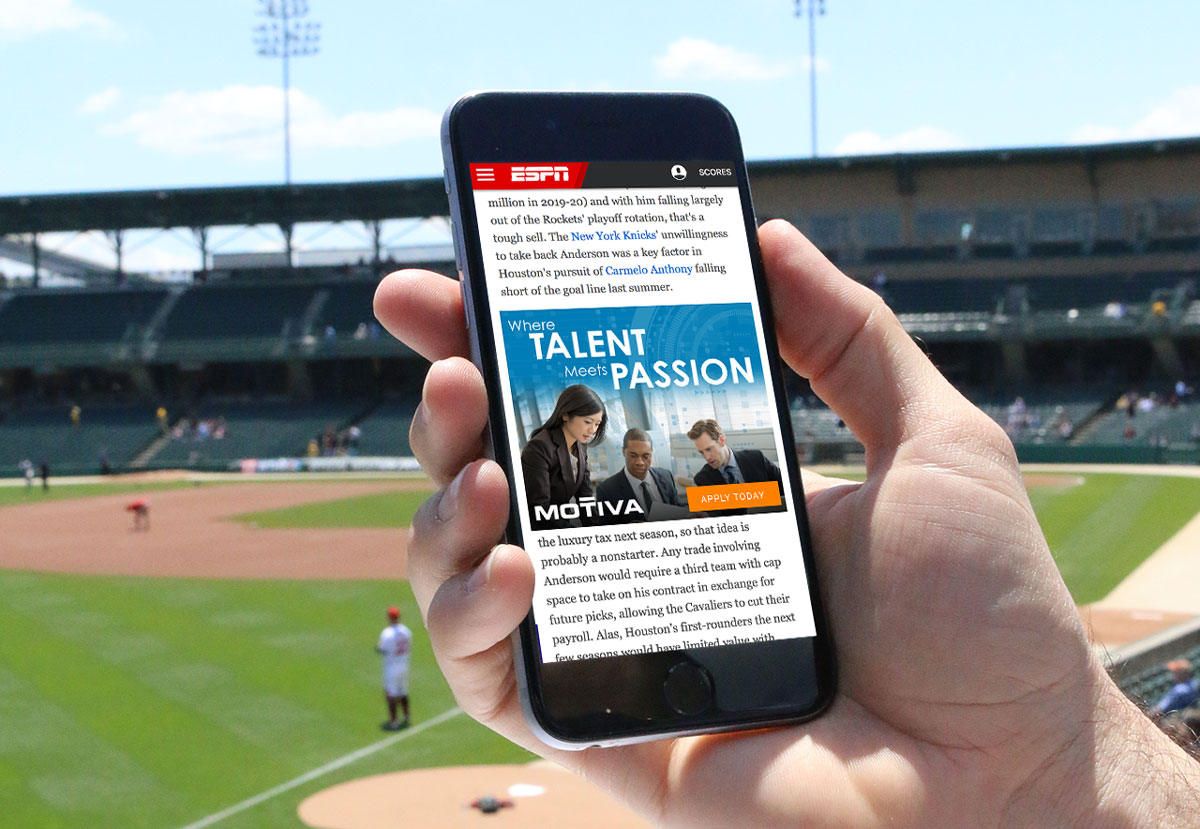 ESPN SCORES
million in 2019-20) and with him falling largely
out of the Rockets' playoff rotation, that's a
tough sell. The New York Knicks' unwillingness
to take back Anderson was a key factor in
Houston's pursuit of Carmelo Anthony falling
short of the goal line last summer.
Where
TALENT
Meets PASSION
MOTIVA
APPLY TODAY
the luxury tax next season, so that idea is
probably a nonstarter. Any trade involving
Anderson would require a third team with cap
space to take on his contract in exchange for
future picks, allowing the Cavaliers to cut their
payroll. Alas, Houston's first-rounders the next
few seasons would have limited value with